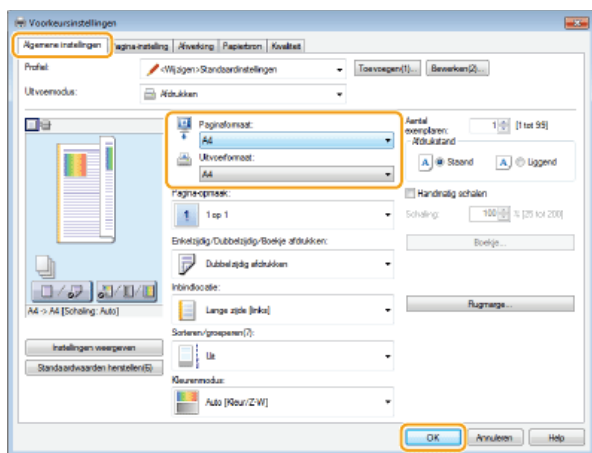 Voorkeursinstellingen
Algemene instellingen Pagina-instelling Afwerking Papierbron Kwaliteit
Profiel: <Wijzigen>Standaardinstellingen Toevoegen(1)... Bewerken(2)...
Uitvoermodus: Afdrukken
Paginaformaat:
A4
Uitvoerformaat:
A4
Aantal
exemplaren: 1 [1 tot 99]
Afdrukstand
A Staand A Liggend
Pagina-opmaak:
1 1 op 1
Handmatig schalen
Schaling: 100 % [25 tot 200]
Enkelzijdig/Dubbelzijdig/Boekje afdrukken:
Dubbelzijdig afdrukken
Boekje...
Inbindlocatie:
Lange zijde [links]
Rugmarge...
A4 -> A4 [Schaling: Auto]
Sorteren/groeperen(7):
Uit
Instellingen weergeven
Standaardwaarden herstellen(6)
Kleurenmodus:
Auto [Kleur/Z-W]
OK Annuleren Help